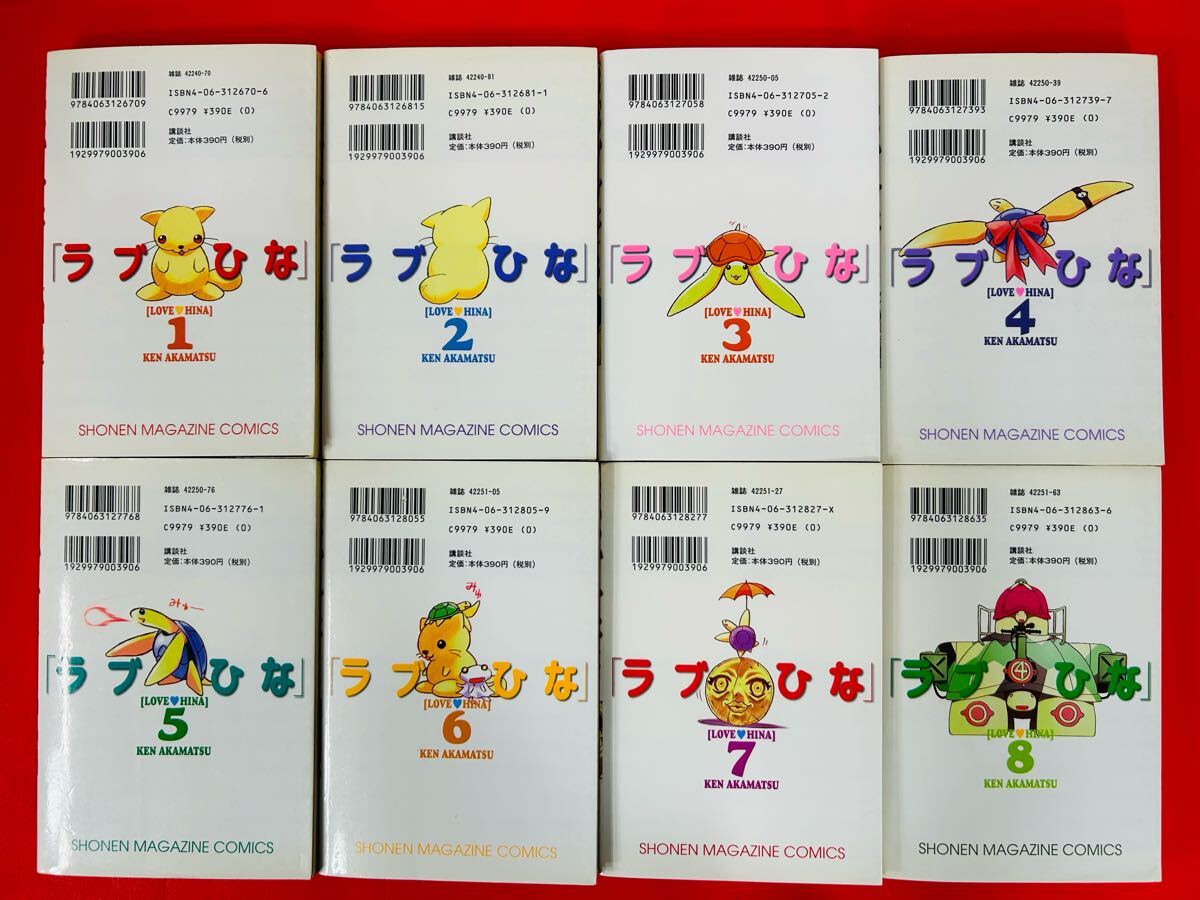 雑誌 42240-70
9784063126709
ISBN4-06-312670-6
C9979 ¥390E (0)
講談社
定価:本体390円(税別)
1929979003906
「ラブひな」
[LOVE♥HINA]
1
KEN AKAMATSU
SHONEN MAGAZINE COMICS
雑誌 42240-81
9784063126815
ISBN4-06-312681-1
C9979 ¥390E (0)
講談社
定価:本体390円(税別)
1929979003906
「ラブひな」
[LOVE♥HINA]
2
KEN AKAMATSU
SHONEN MAGAZINE COMICS
雑誌 42250-05
9784063127058
ISBN4-06-312705-2
C9979 ¥390E (0)
講談社
定価:本体390円(税別)
1929979003906
「ラブひな」
[LOVE♥HINA]
3
KEN AKAMATSU
SHONEN MAGAZINE COMICS
雑誌 42250-39
9784063127393
ISBN4-06-312739-7
C9979 ¥390E (0)
講談社
定価:本体390円(税別)
1929979003906
「ラブひな」
[LOVE♥HINA]
4
KEN AKAMATSU
SHONEN MAGAZINE COMICS
雑誌 42250-76
9784063127768
ISBN4-06-312776-1
C9979 ¥390E (0)
講談社
定価:本体390円(税別)
1929979003906
みゅー
「ラブひな」
[LOVE♥HINA]
5
KEN AKAMATSU
SHONEN MAGAZINE COMICS
雑誌 42251-05
9784063128055
ISBN4-06-312805-9
C9979 ¥390E (0)
講談社
定価:本体390円(税別)
1929979003906
みゅ
「ラブひな」
[LOVE♥HINA]
6
KEN AKAMATSU
SHONEN MAGAZINE COMICS
雑誌 42251-27
9784063128277
ISBN4-06-312827-X
C9979 ¥390E (0)
講談社
定価:本体390円(税別)
1929979003906
「ラブひな」
[LOVE♥HINA]
7
KEN AKAMATSU
SHONEN MAGAZINE COMICS
雑誌 42251-63
9784063128635
ISBN4-06-312863-6
C9979 ¥390E (0)
講談社
定価:本体390円(税別)
1929979003906
4
「ラブひな」
[LOVE♥HINA]
8
KEN AKAMATSU
SHONEN MAGAZINE COMICS